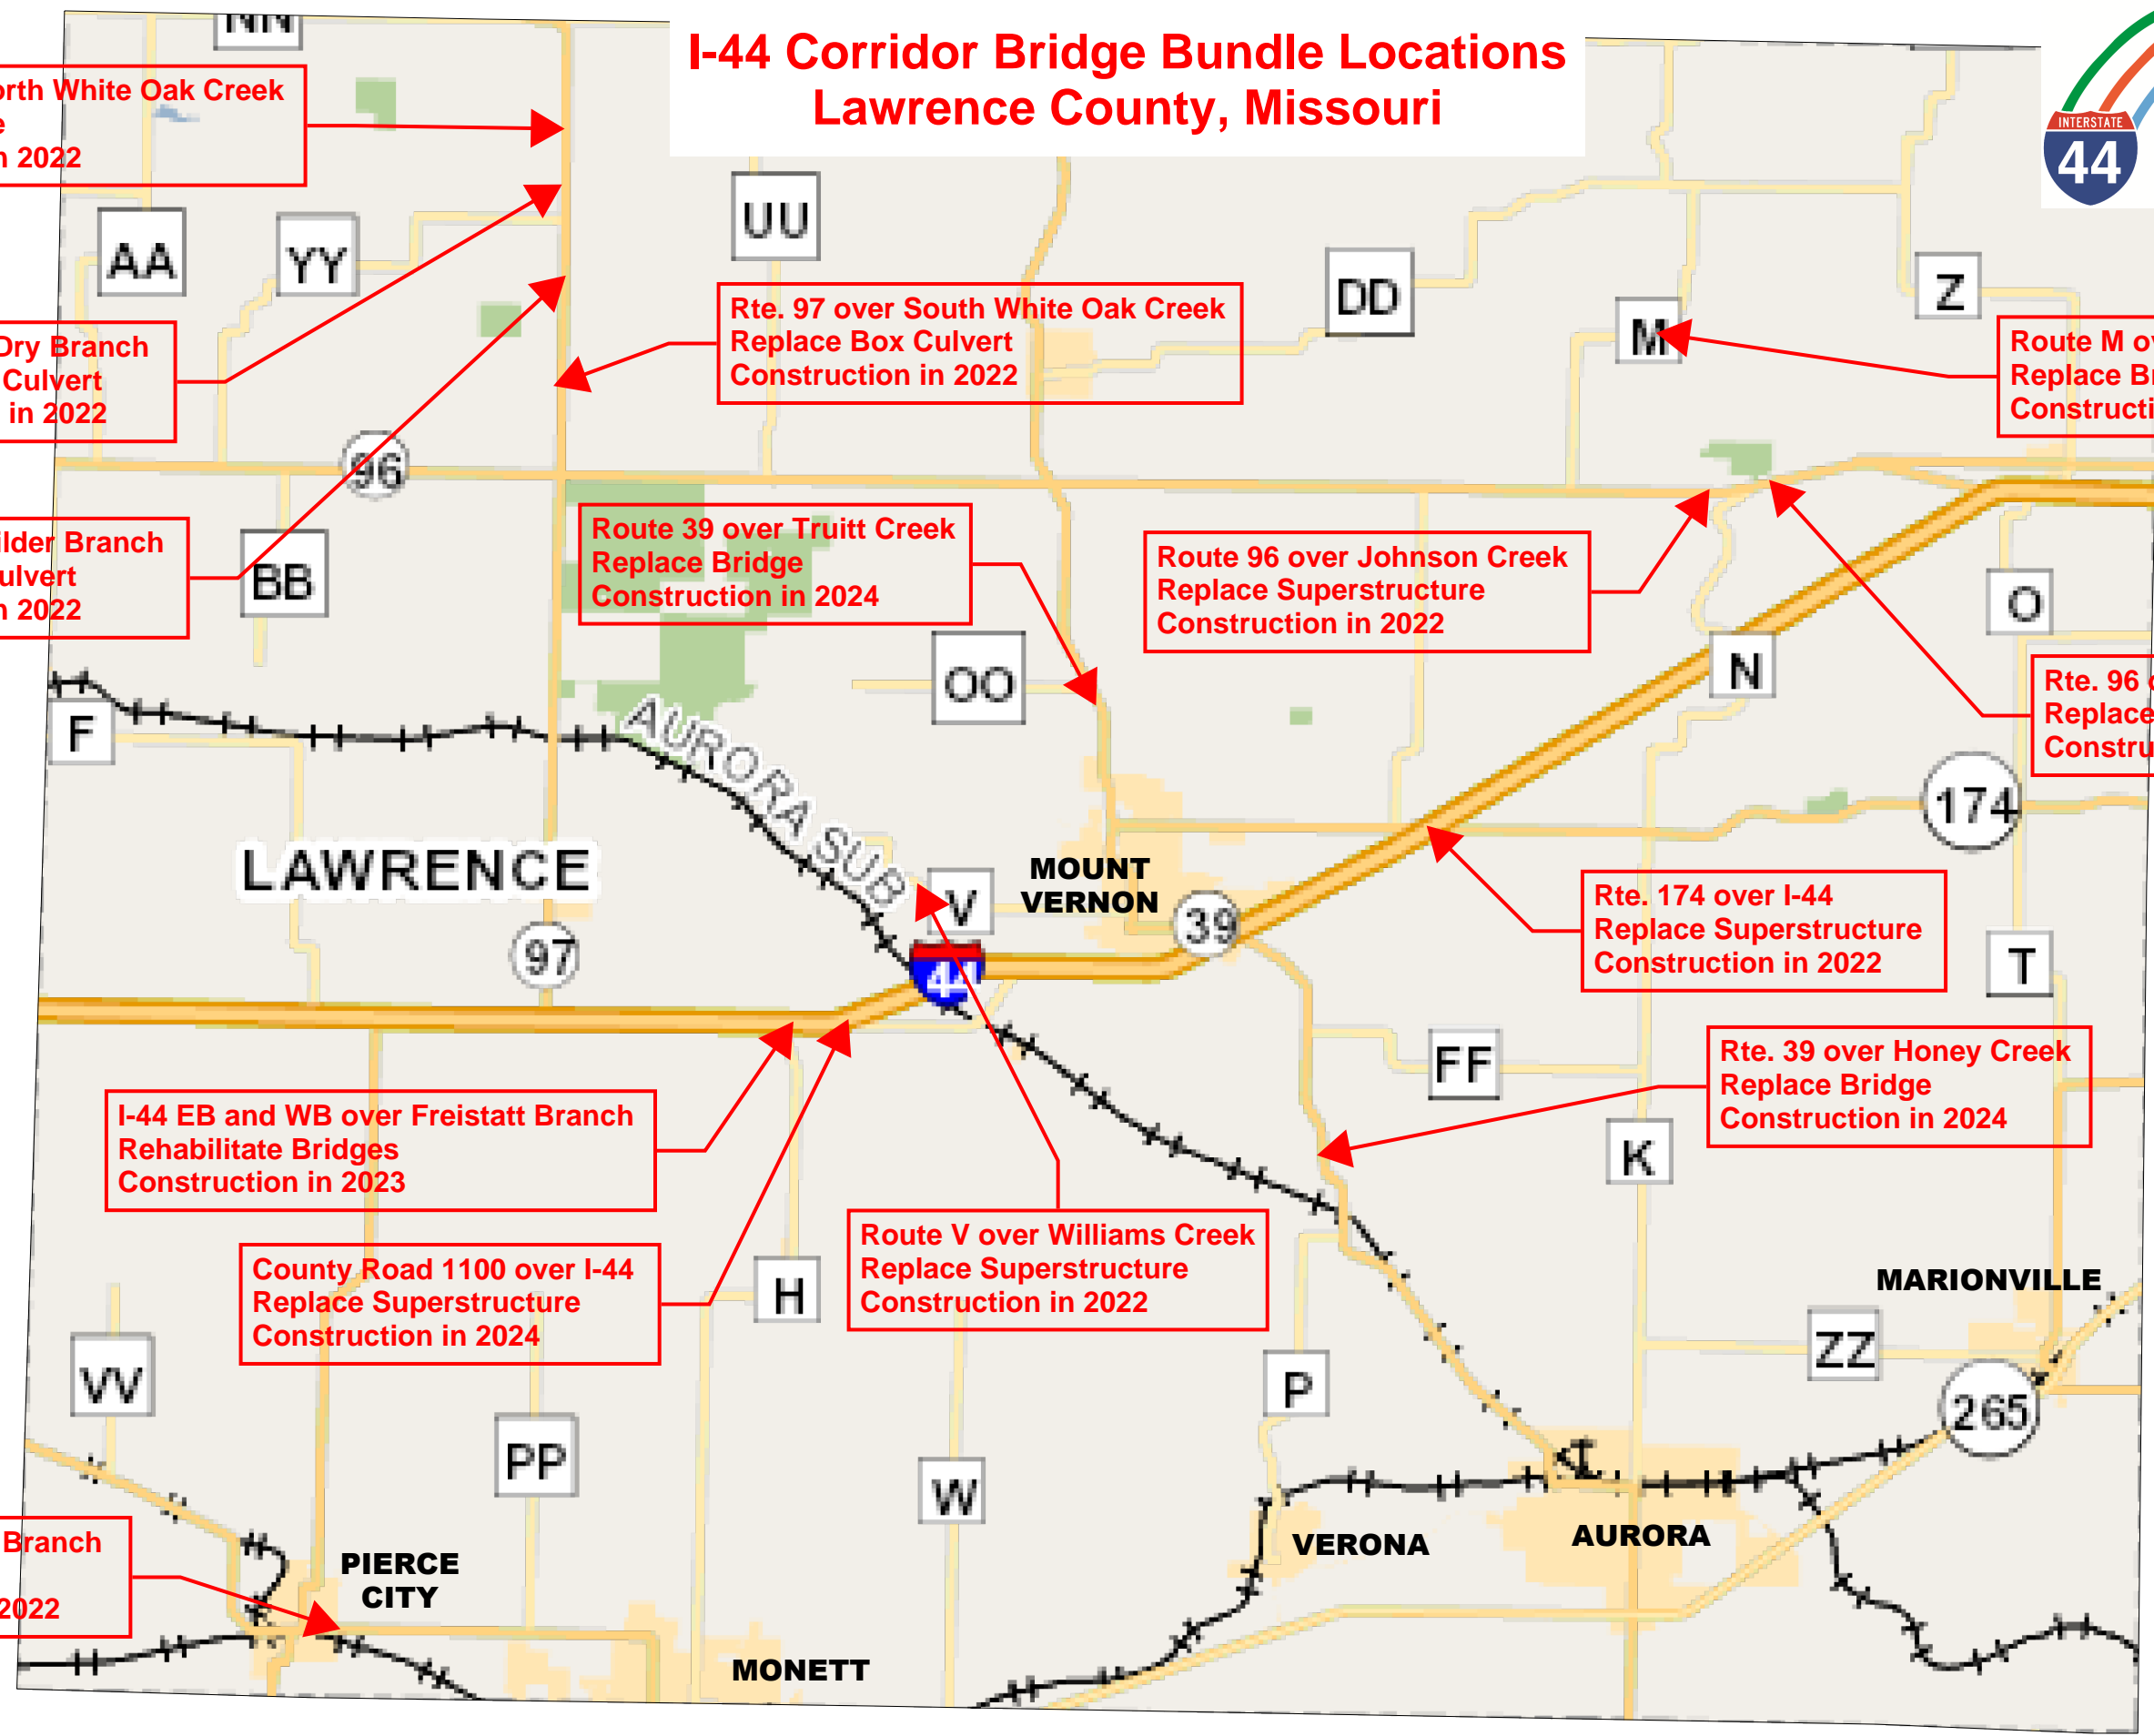 I-44 Corridor Bridge Bundle Locations
Lawrence County, Missouri
INTERSTATE
44
NN
North White Oak Creek
in 2022
AA
YY
UU
DD
M
Z
Rte. 97 over South White Oak Creek
Replace Box Culvert
Construction in 2022
Dry Branch
Culvert
in 2022
Route M
Replace
96
Branch
in 2022
BB
Route 39 over Truitt Creek
Replace Bridge
Construction in 2024
Route 96 over Johnson Creek
Replace Superstructure
Construction in 2022
OO
O
N
F
Rte. 96
Replace
AURORA SUB
174
LAWRENCE
MOUNT
VERNON
V
39
97
44
Rte. 174 over I-44
Replace Superstructure
Construction in 2022
T
FF
Rte. 39 over Honey Creek
Replace Bridge
Construction in 2024
I-44 EB and WB over Freistatt Branch
Rehabilitate Bridges
Construction in 2023
K
County Road 1100 over I-44
Replace Superstructure
Construction in 2024
H
Route V over Williams Creek
Replace Superstructure
Construction in 2022
MARIONVILLE
VV
P
ZZ
265
PP
W
Branch
2022
PIERCE
CITY
VERONA
AURORA
MONETT